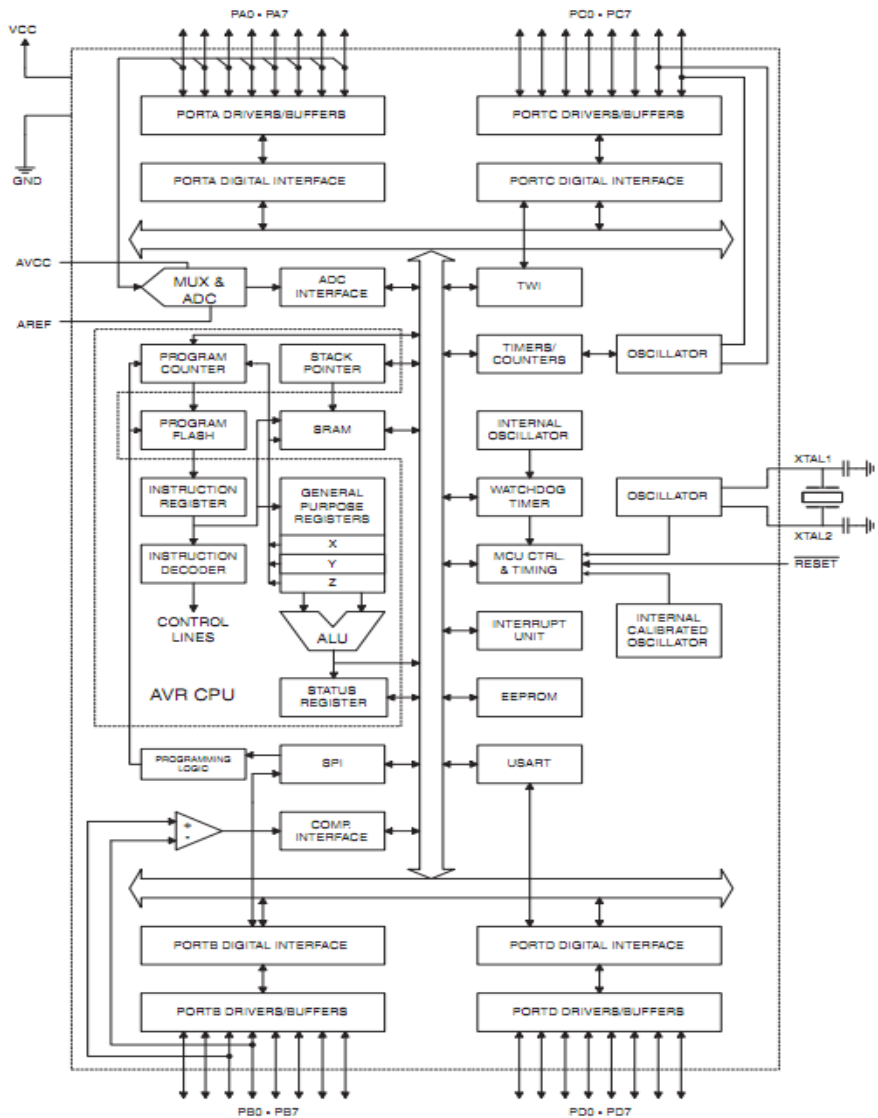 PA0 - PA7
PC0 - PC7
VCC
PORTA DRIVERS/BUFFERS
PORTC DRIVERS/BUFFERS
GND
PORTA DIGITAL INTERFACE
PORTC DIGITAL INTERFACE
AVCC
MUX &
ADC
ADC
INTERFACE
TWI
AREF
PROGRAM
COUNTER
STACK
POINTER
TIMERS/
COUNTERS
OSCILLATOR
PROGRAM
FLASH
SRAM
INTERNAL
OSCILLATOR
XTAL1
INSTRUCTION
REGISTER
GENERAL
PURPOSE
REGISTERS
WATCHDOG
TIMER
OSCILLATOR
X
XTAL2
INSTRUCTION
DECODER
Y
MCU CTRL.
& TIMING
RESET
Z
CONTROL
LINES
ALU
INTERRUPT
UNIT
INTERNAL
CALIBRATED
OSCILLATOR
AVR CPU
STATUS
REGISTER
EEPROM
PROGRAMMING
LOGIC
SPI
USART
+
-
COMP.
INTERFACE
PORTB DIGITAL INTERFACE
PORTD DIGITAL INTERFACE
PORTB DRIVERS/BUFFERS
PORTD DRIVERS/BUFFERS
PB0 - PB7
PD0 - PD7